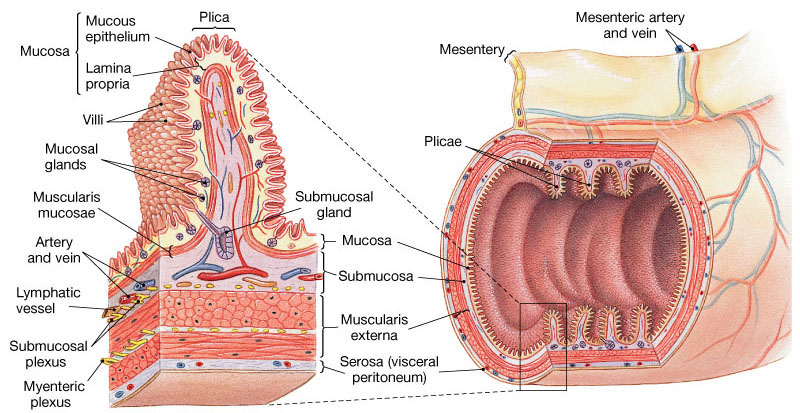 Plica
Mucous
epithelium
Mucosa
Lamina
propria
Villi
Mucosal
glands
Muscularis
mucosae
Artery
and vein
Lymphatic
vessel
Submucosal
plexus
Myenteric
plexus
Submucosal
gland
Mucosa
Submucosa
Muscularis
externa
Serosa (visceral
peritoneum)
Mesenteric artery
and vein
Mesentery
Plicae